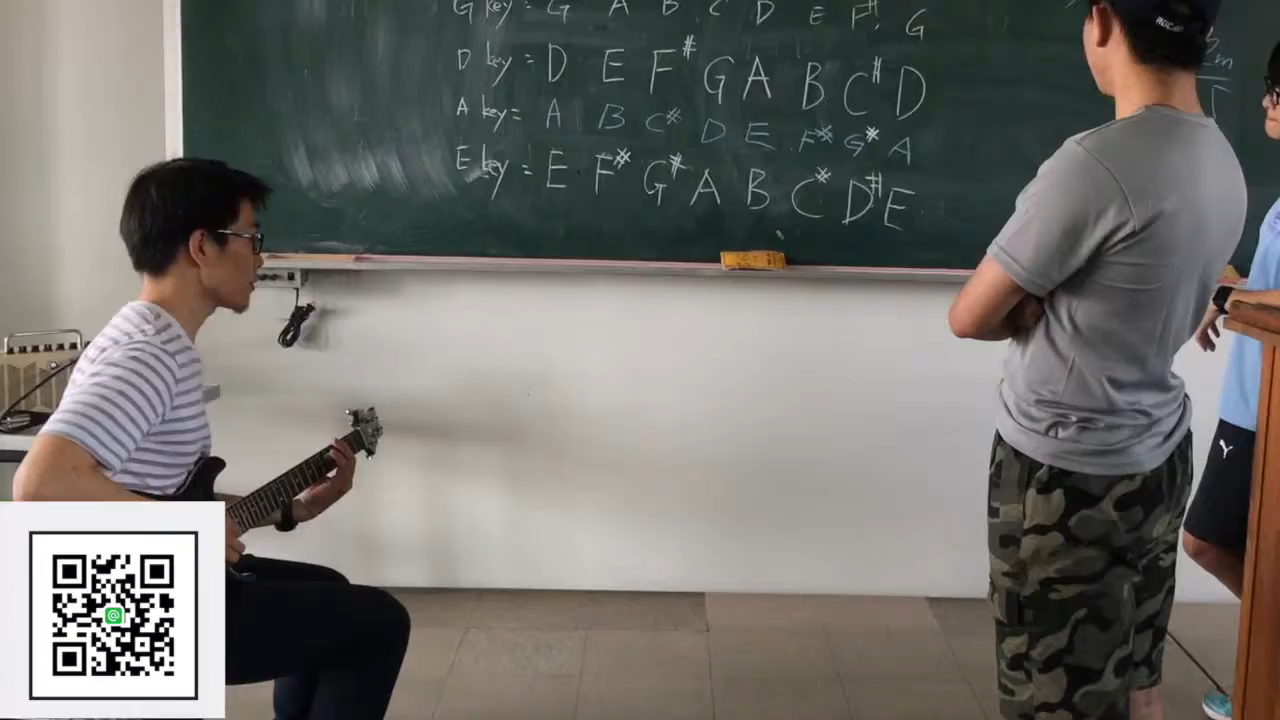 G key = G A B C D E F# G
D key = D E F# G A B C# D
A key = A B C# D E F# G# A
E key = E F# G# A B C# D# E